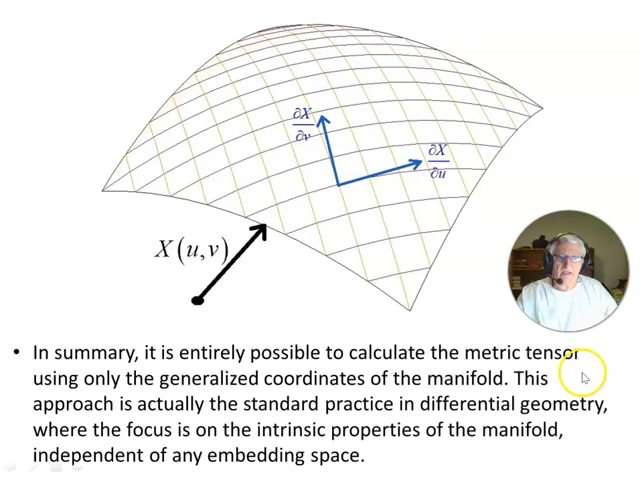 ∂X
∂v
∂X
∂u
X(u,v)
• In summary, it is entirely possible to calculate the metric tensor
using only the generalized coordinates of the manifold. This
approach is actually the standard practice in differential geometry,
where the focus is on the intrinsic properties of the manifold,
independent of any embedding space.